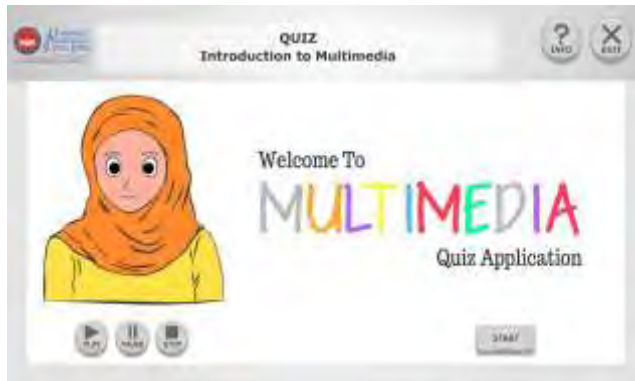 QUIZ
Introduction to Multimedia
INFO
EXIT
Welcome To
MULTIMEDIA
Quiz Application
PLAY
PAUSE
STOP
START